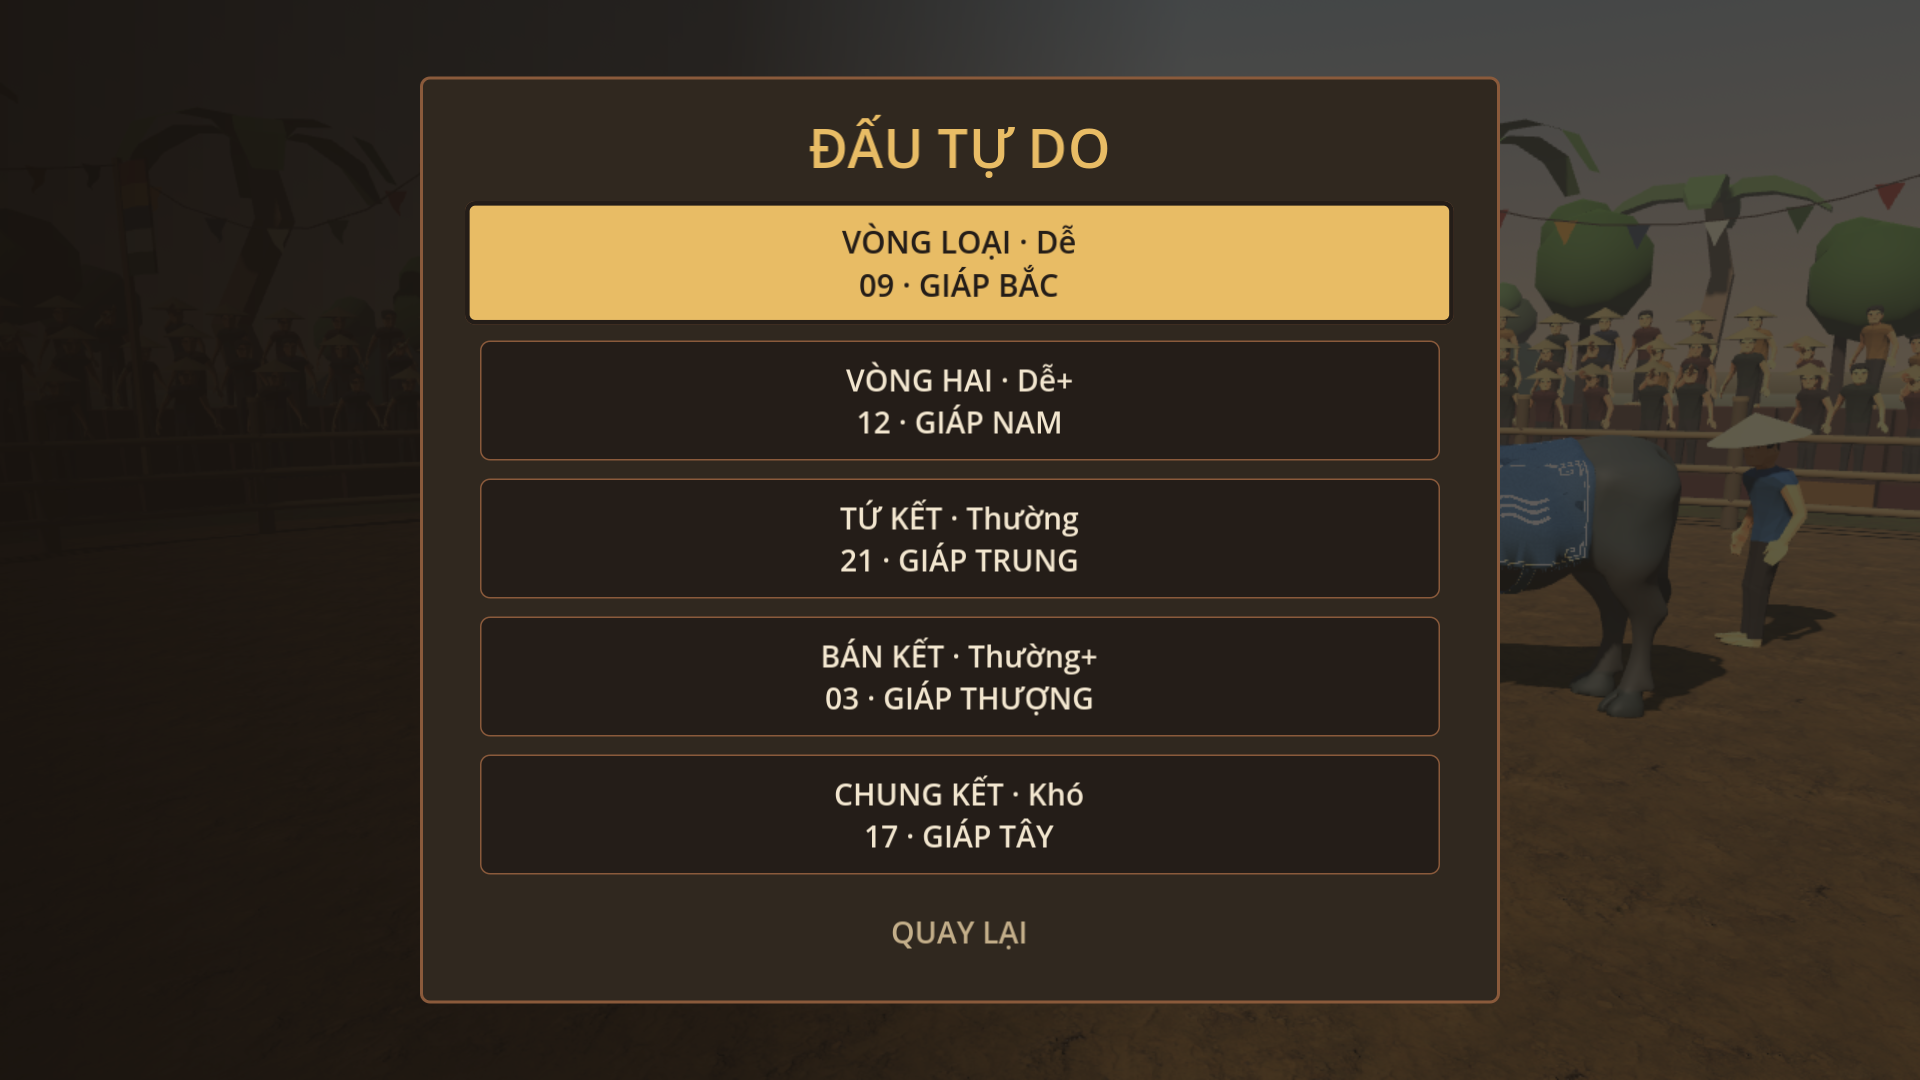 ĐẤU TỰ DO
VÒNG LOẠI · Dễ
09 · GIÁP BẮC
VÒNG HAI · Dễ+
12 · GIÁP NAM
TỨ KẾT · Thường
21 · GIÁP TRUNG
BÁN KẾT · Thường+
03 · GIÁP THƯỢNG
CHUNG KẾT · Khó
17 · GIÁP TÂY
QUAY LẠI